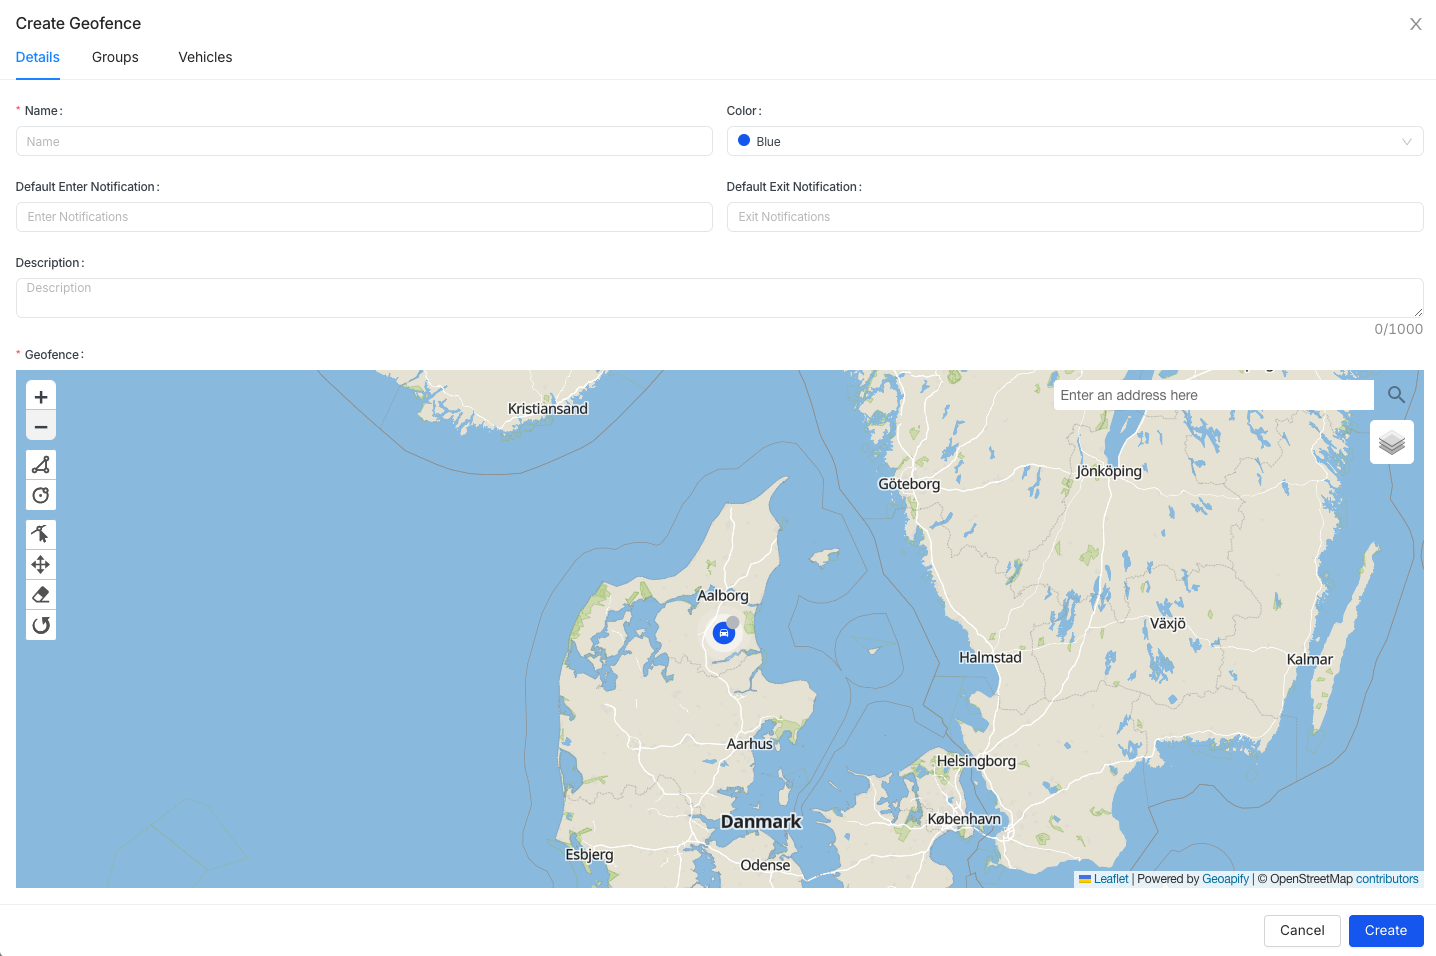 Create Geofence
Details Groups Vehicles
* Name:
Color:
Name
Blue
Default Enter Notification:
Default Exit Notification:
Enter Notifications
Exit Notifications
Description:
Description
0/1000
* Geofence:
+
−
Enter an address here
Kristiansand
Göteborg
Jönköping
Aalborg
Växjö
Halmstad
Kalmar
Aarhus
Helsingborg
Danmark
København
Esbjerg
Odense
Leaflet | Powered by Geoapify | © OpenStreetMap contributors
Cancel
Create